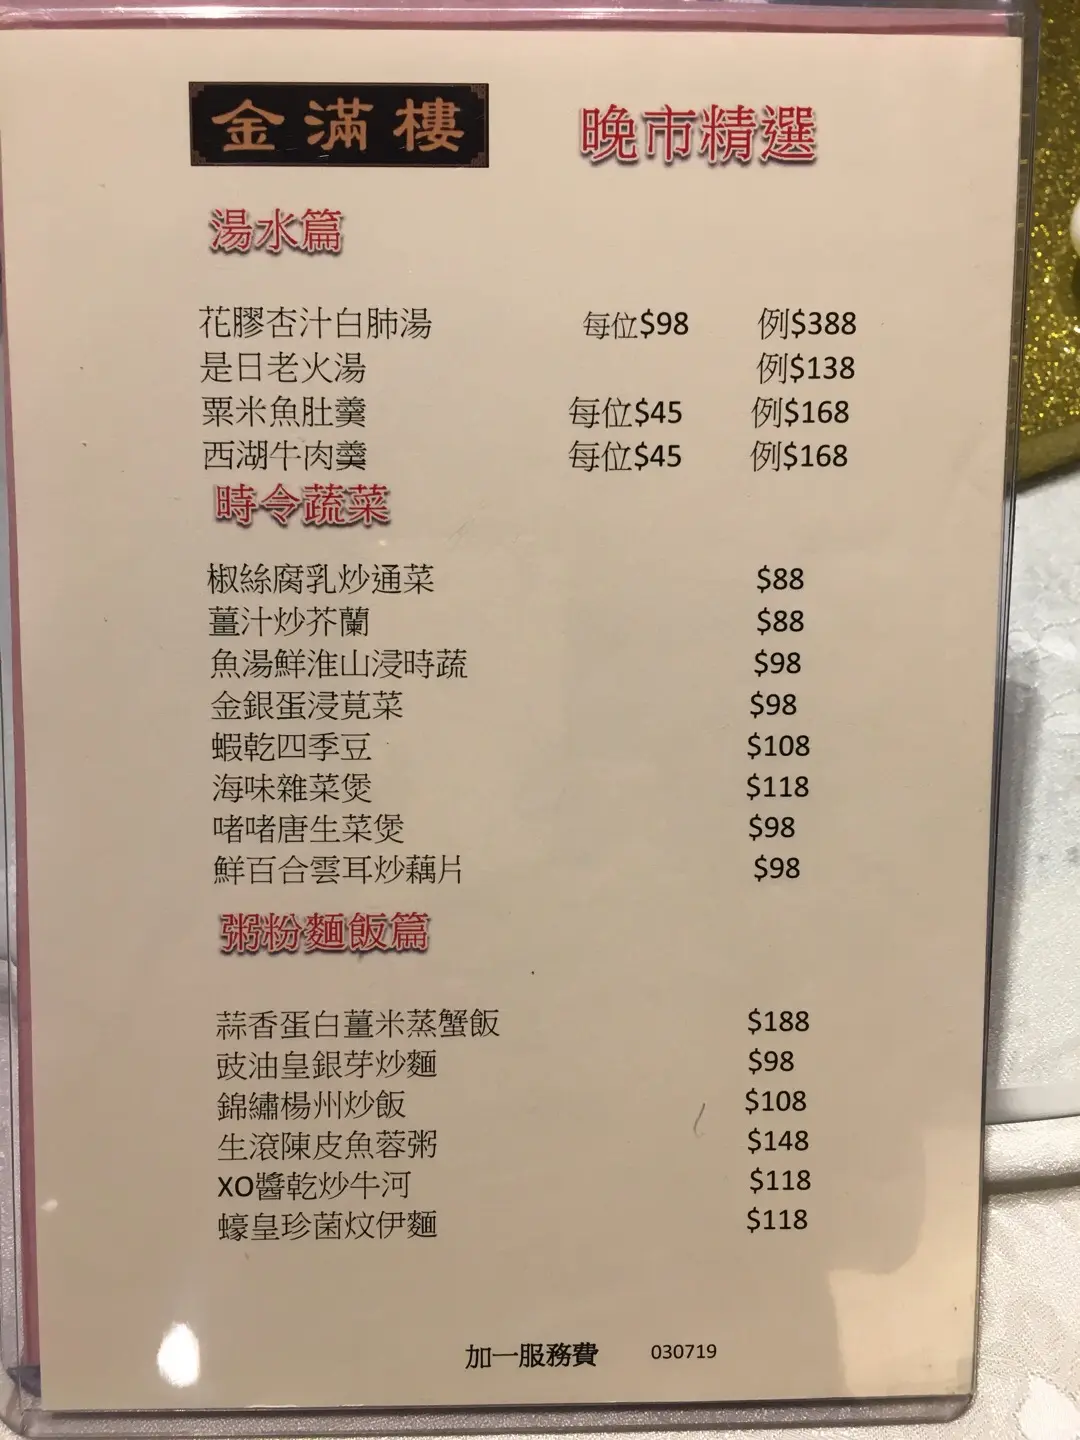 金滿樓 晚市精選
湯水篇
花膠杏汁白肺湯 每位$98 例$388
是日老火湯 例$138
粟米魚肚羹 每位$45 例$168
西湖牛肉羹 每位$45 例$168
時令蔬菜
椒絲腐乳炒通菜 $88
薑汁炒芥蘭 $88
魚湯鮮淮山浸時蔬 $98
金銀蛋浸莧菜 $98
蝦乾四季豆 $108
海味雜菜煲 $118
啫啫唐生菜煲 $98
鮮百合雲耳炒藕片 $98
粥粉麵飯篇
蒜香蛋白薑米蒸蟹飯 $188
豉油皇銀芽炒麵 $98
錦繡楊州炒飯 $108
生滾陳皮魚蓉粥 $148
XO醬乾炒牛河 $118
蠔皇珍菌炆伊麵 $118
加一服務費 030719